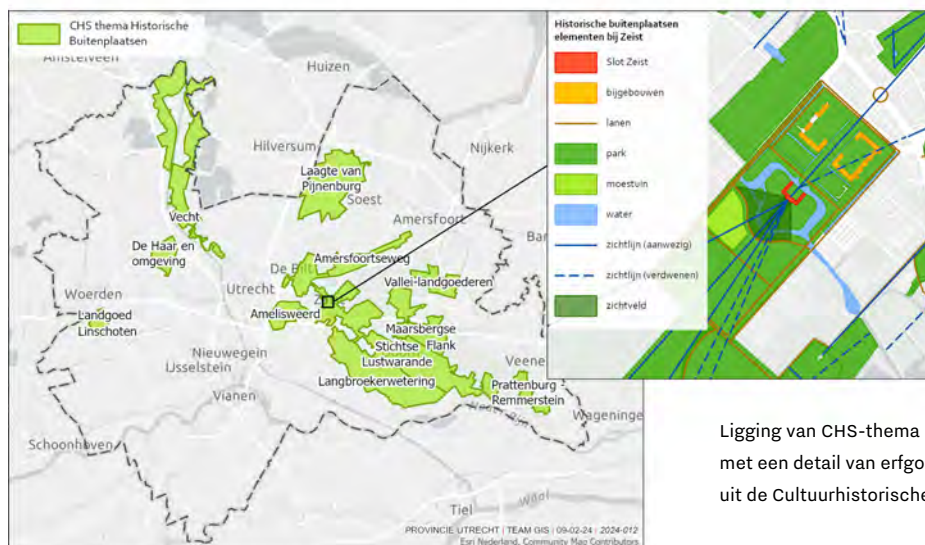 CHS thema Historische
Buitenplaatsen
Amstelveen
Huizen
Hilversum
Nijkerk
Laagte van
Pijnenburg
Soest
Amersfoort
Vecht
De Haar en
omgeving
De Bilt
Amersfoortseweg
Utrecht
Vallei-landgoederen
Woerden
Amelisweerd
Landgoed
Linschoten
Maarsbergse
Flank
Stichtse
Lustwarande
Nieuwegein
IJsselstein
Langbroekerwetering
Veene
Vianen
Prattenburg
Remmerstein
Wageninge
Schoonhoven
Tiel
Waal
PROVINCIE UTRECHT | TEAM GIS | 09-02-24 | 2024-012
Esri Nederland, Community Map Contributors
Historische buitenplaatsen
elementen bij Zeist
Slot Zeist
bijgebouwen
lanen
park
moestuin
water
zichtlijn (aanwezig)
zichtlijn (verdwenen)
zichtveld
Ligging van CHS-thema
met een detail van erfgo
uit de Cultuurhistorische